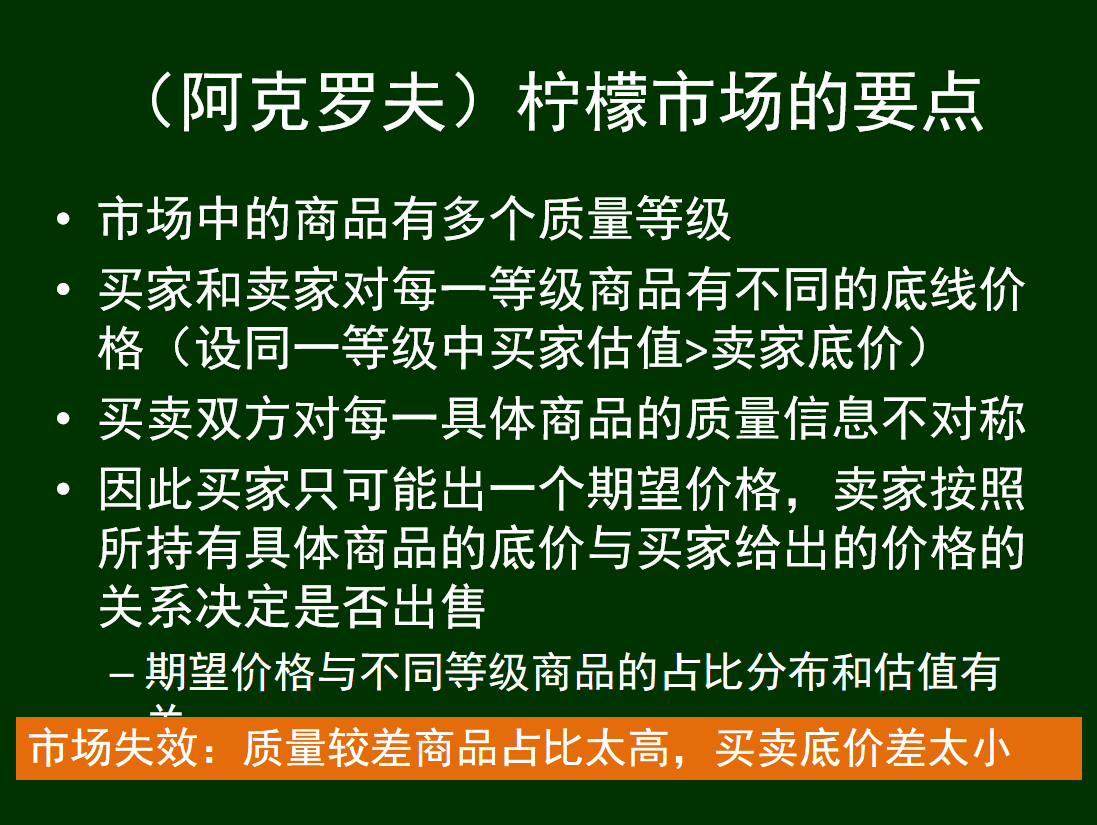 （阿克罗夫）柠檬市场的要点
• 市场中的商品有多个质量等级
• 买家和卖家对每一等级商品有不同的底线价
格（设同一等级中买家估值>卖家底价）
• 买卖双方对每一具体商品的质量信息不对称
• 因此买家只可能出一个期望价格，卖家按照
所持有具体商品的底价与买家给出的价格的
关系决定是否出售
– 期望价格与不同等级商品的占比分布和估值有
市场失效：质量较差商品占比太高，买卖底价差太小